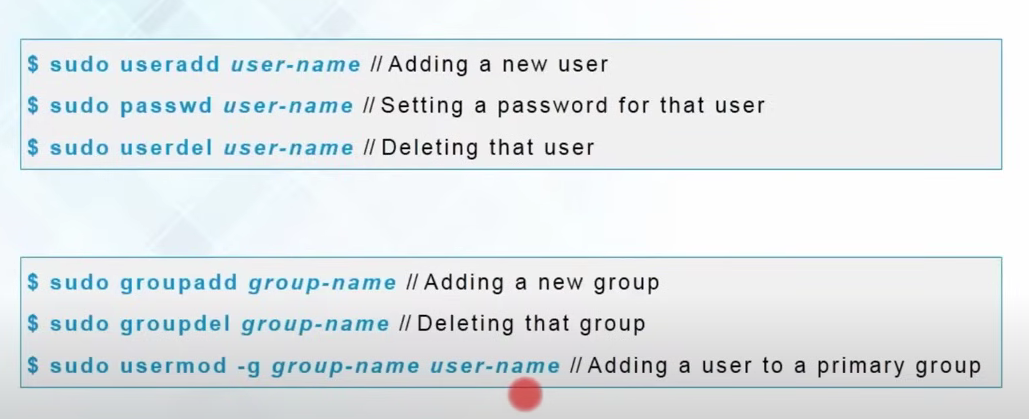 $ sudo useradd user-name // Adding a new user
$ sudo passwd user-name // Setting a password for that user
$ sudo userdel user-name // Deleting that user
$ sudo groupadd group-name // Adding a new group
$ sudo groupdel group-name // Deleting that group
$ sudo usermod -g group-name user-name // Adding a user to a primary group